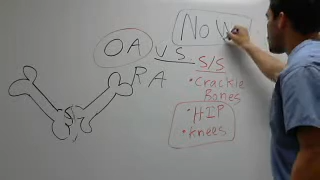 OA vs
RA
NOW
S/S
• Crackle
Bones
• HIP
• Knees